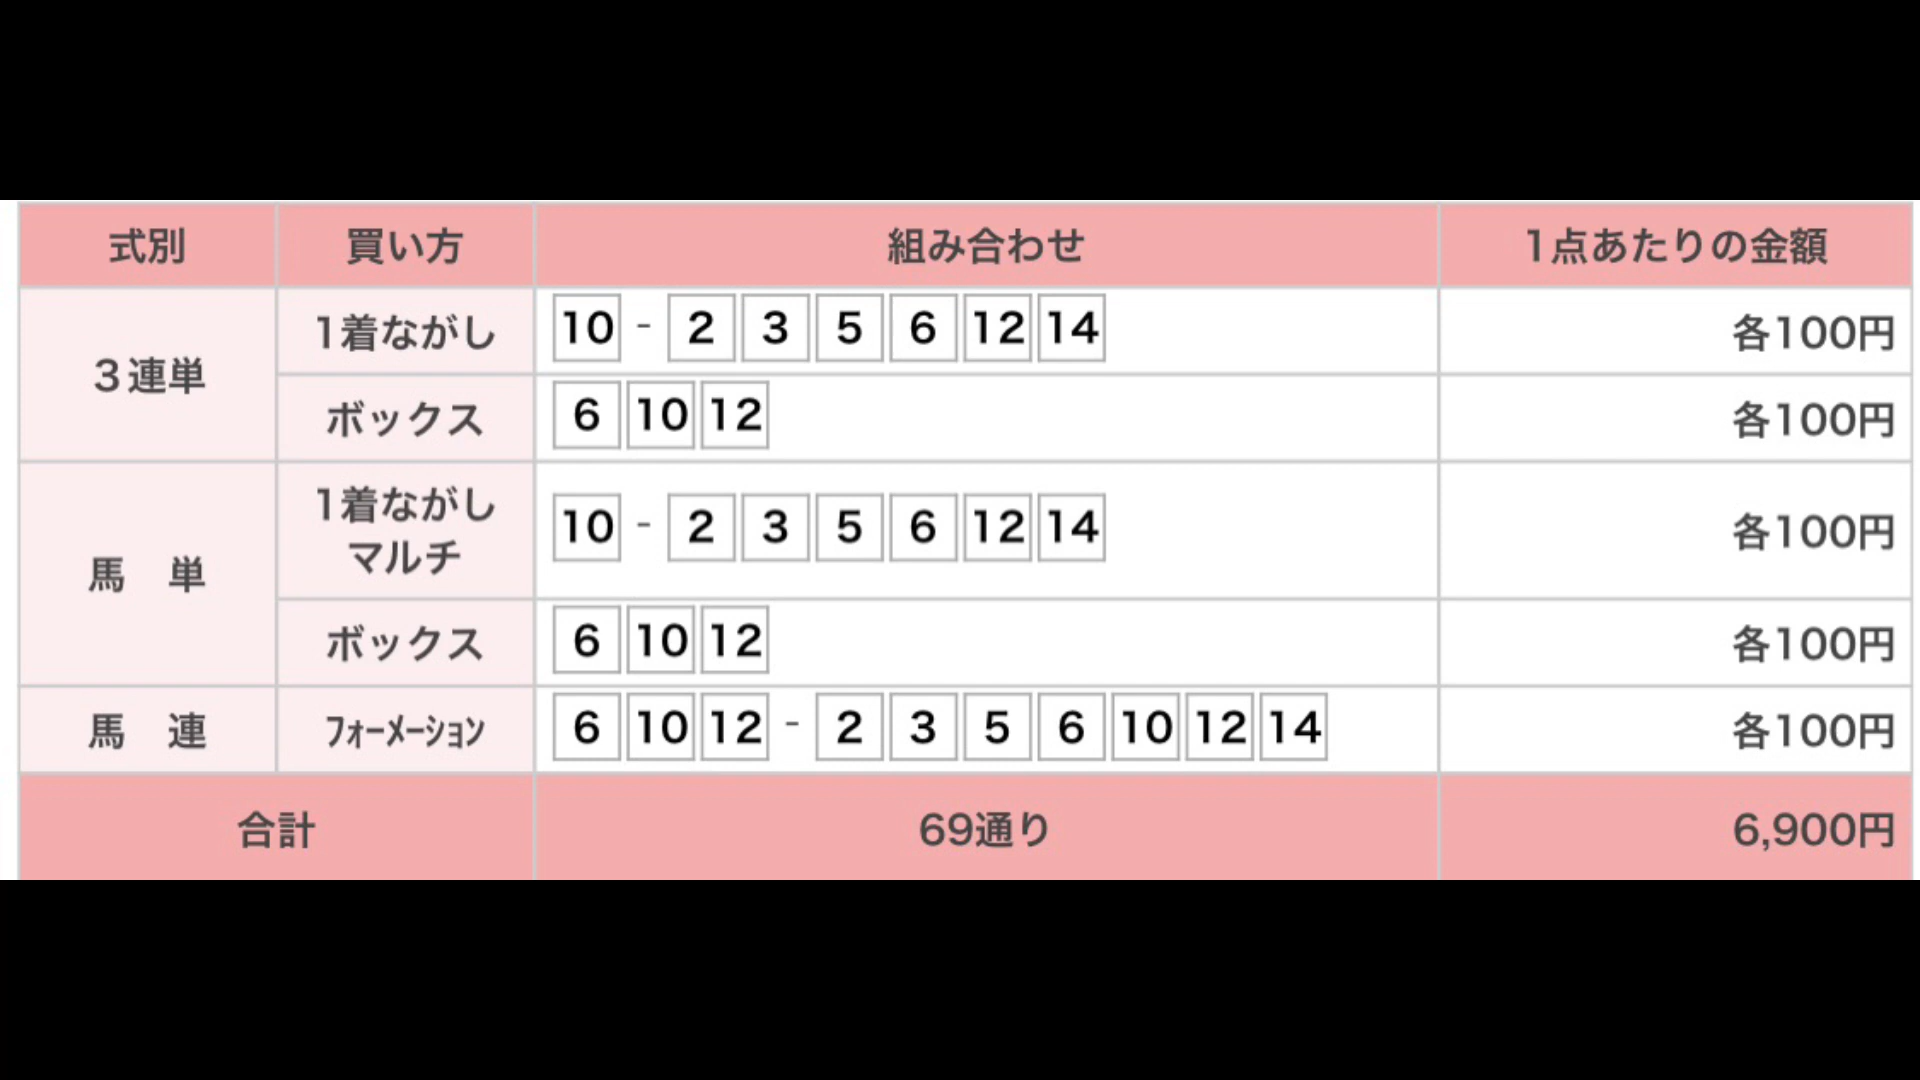 式別 買い方 組み合わせ 1点あたりの金額
3連単 1着ながし 10 - 2 3 5 6 12 14 各100円
ボックス 6 10 12 各100円
馬 単 1着ながし マルチ 10 - 2 3 5 6 12 14 各100円
ボックス 6 10 12 各100円
馬 連 ﾌｫｰﾒｰｼｮﾝ 6 10 12 - 2 3 5 6 10 12 14 各100円
合計 69通り 6,900円